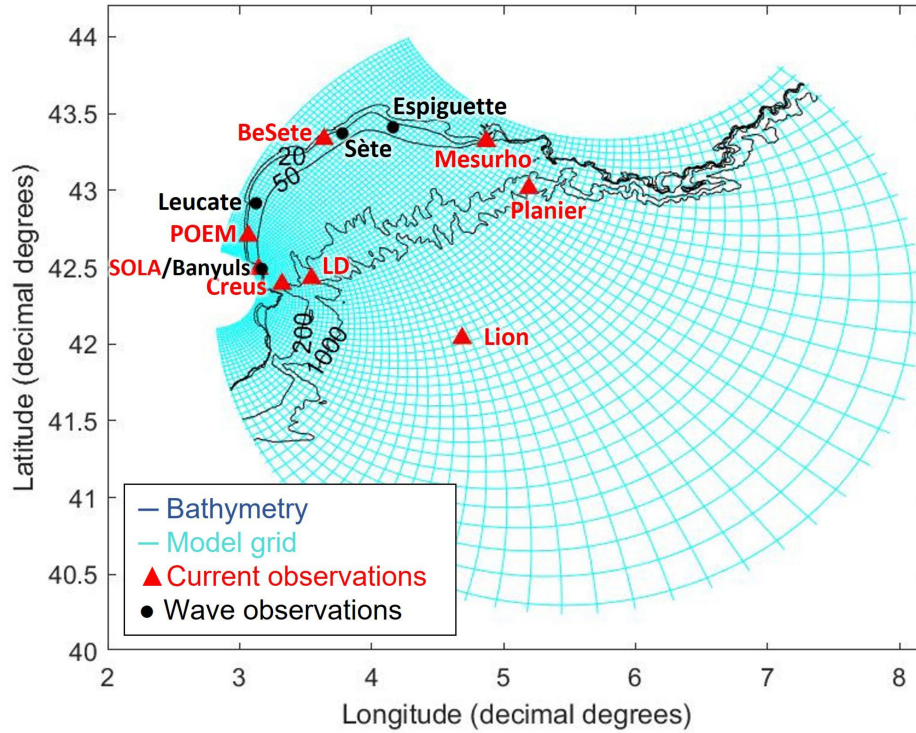 44
43.5
43
42.5
42
41.5
41
40.5
40
Latitude (decimal degrees)
Espiguette
BeSete
Sète
20
50
Mesurho
Leucate
Planier
POEM
SOLA/Banyuls
LD
Creus
200
1000
Lion
Bathymetry
Model grid
Current observations
Wave observations
2 3 4 5 6 7 8
Longitude (decimal degrees)